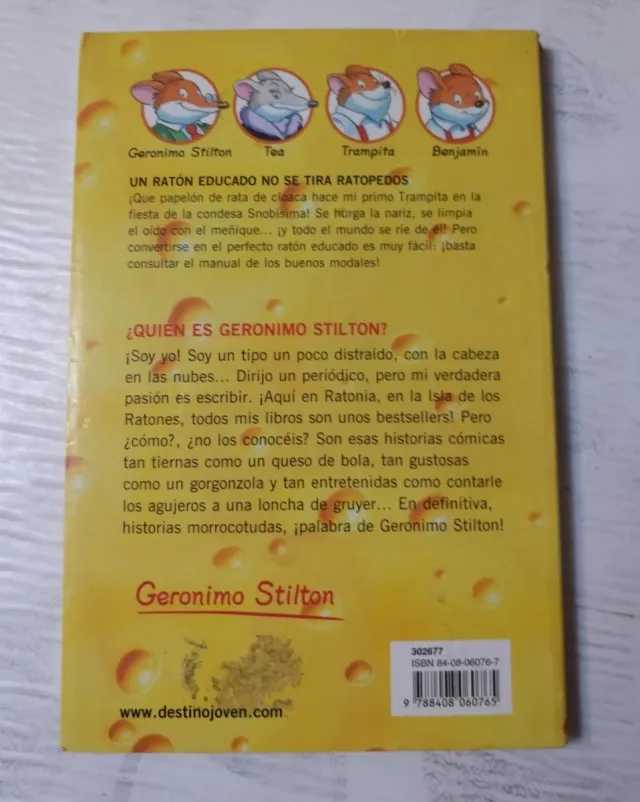 Geronimo Stilton Tea Trampita Benjamín
UN RATÓN EDUCADO NO SE TIRA RATOPEDOS
¡Que papelón de rata de cloaca hace mi primo Trampita en la
fiesta de la condesa Snobísima! Se hurga la nariz, se limpia
el oído con el meñique... ¡y todo el mundo se ríe de él! Pero
convertirse en el perfecto ratón educado es muy fácil: ¡basta
consultar el manual de los buenos modales!
¿QUIÉN ES GERONIMO STILTON?
¡Soy yo! Soy un tipo un poco distraído, con la cabeza
en las nubes... Dirijo un periódico, pero mi verdadera
pasión es escribir. ¡Aquí en Ratonia, en la Isla de los
Ratones, todos mis libros son unos bestsellers! Pero
¿cómo?, ¿no los conocéis? Son esas historias cómicas
tan tiernas como un queso de bola, tan gustosas
como un gorgonzola y tan entretenidas como contarle
los agujeros a una loncha de gruyer... En definitiva,
historias morrocotudas, ¡palabra de Geronimo Stilton!
Geronimo Stilton
302677
ISBN 84-08-06076-7
9 788408 060765
www.destinojoven.com